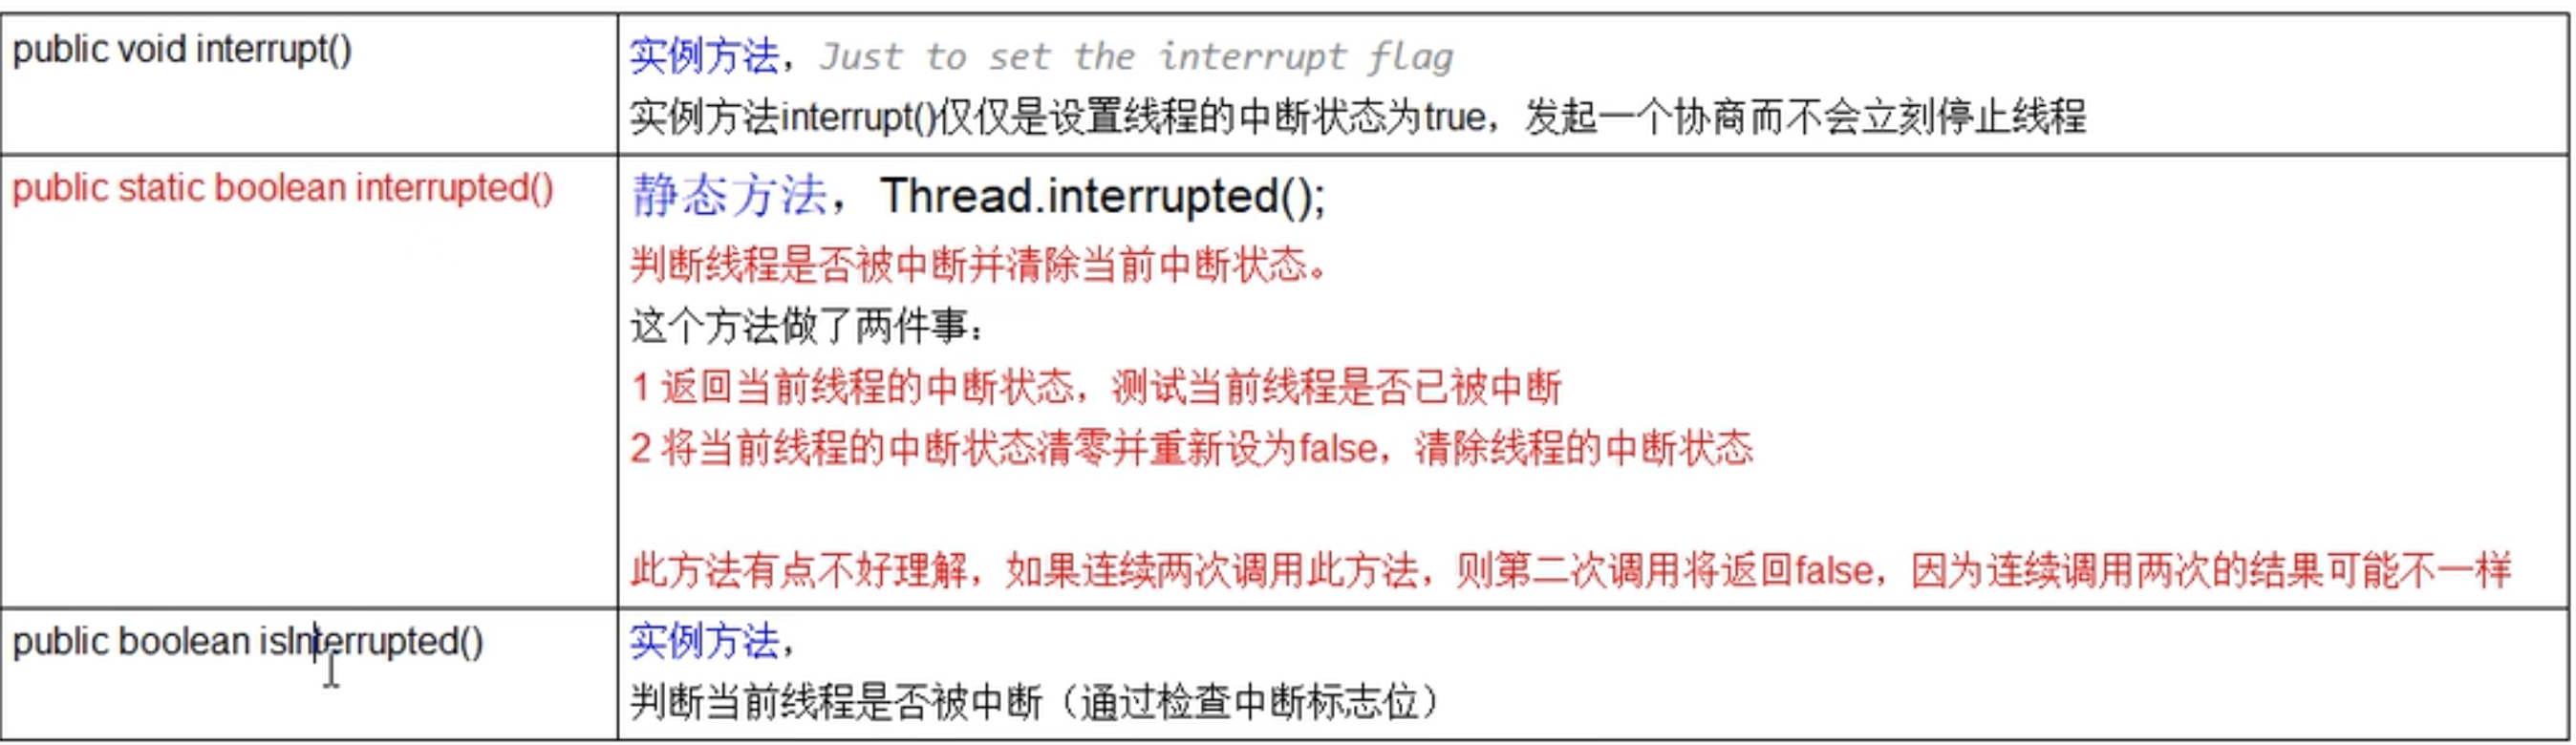 public void interrupt()
实例方法，Just to set the interrupt flag
实例方法interrupt()仅仅是设置线程的中断状态为true，发起一个协商而不会立刻停止线程
public static boolean interrupted()
静态方法，Thread.interrupted();
判断线程是否被中断并清除当前中断状态。
这个方法做了两件事：
1 返回当前线程的中断状态，测试当前线程是否已被中断
2 将当前线程的中断状态清零并重新设为false，清除线程的中断状态
此方法有点不好理解，如果连续两次调用此方法，则第二次调用将返回false，因为连续调用两次的结果可能不一样
public boolean isInterrupted()
实例方法，
判断当前线程是否被中断（通过检查中断标志位）